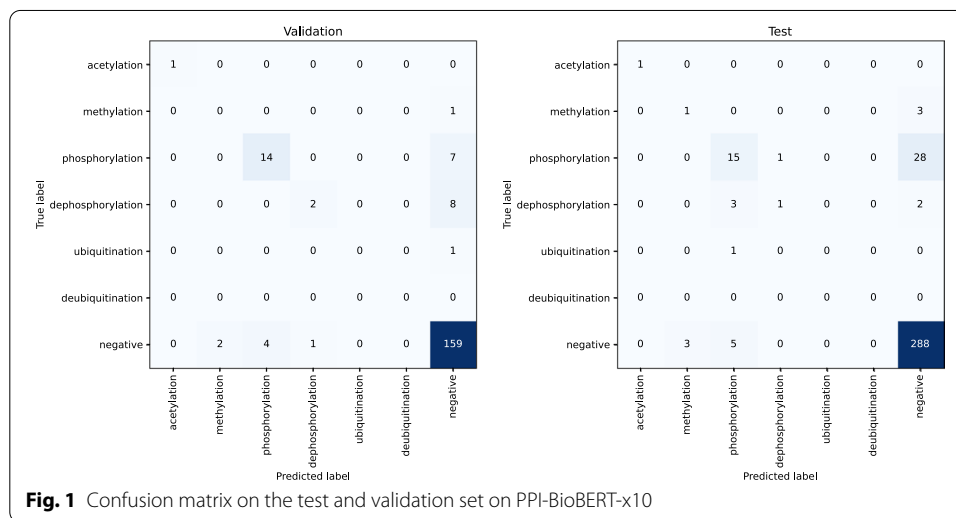 Validation
True label
acetylation 1 0 0 0 0 0 0
methylation 0 0 0 0 0 0 1
phosphorylation 0 0 14 0 0 0 7
dephosphorylation 0 0 0 2 0 0 8
ubiquitination 0 0 0 0 0 0 1
deubiquitination 0 0 0 0 0 0 0
negative 0 2 4 1 0 0 159
acetylation
methylation
phosphorylation
dephosphorylation
ubiquitination
deubiquitination
negative
Predicted label
Test
True label
acetylation 1 0 0 0 0 0 0
methylation 0 1 0 0 0 0 3
phosphorylation 0 0 15 1 0 0 28
dephosphorylation 0 0 3 1 0 0 2
ubiquitination 0 0 1 0 0 0 0
deubiquitination 0 0 0 0 0 0 0
negative 0 3 5 0 0 0 288
acetylation
methylation
phosphorylation
dephosphorylation
ubiquitination
deubiquitination
negative
Predicted label
Fig. 1 Confusion matrix on the test and validation set on PPI-BioBERT-x10